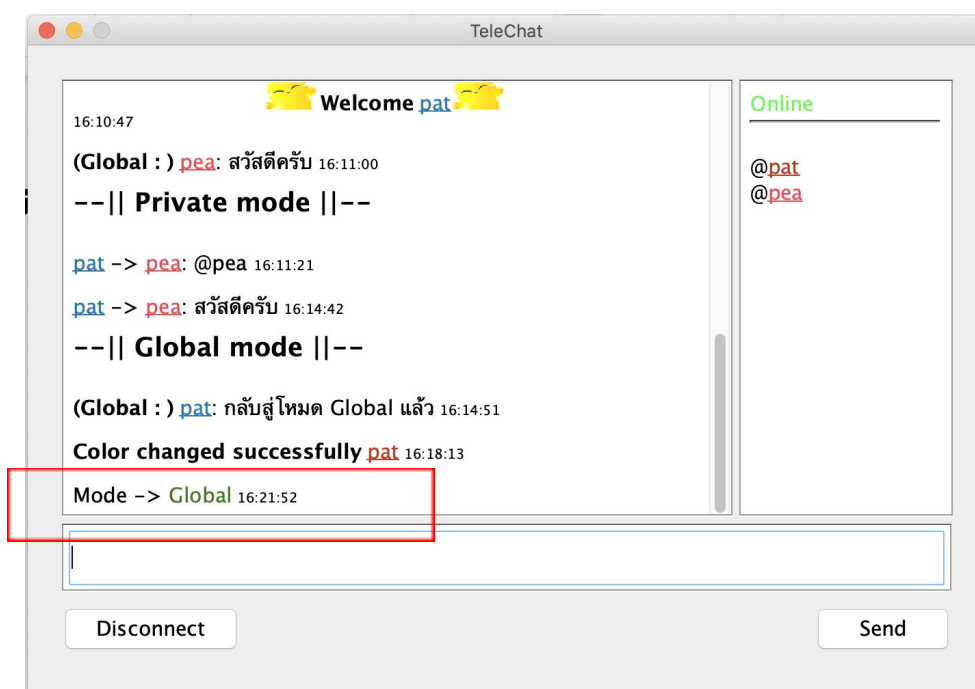 TeleChat
Welcome pat
16:10:47
(Global : ) pea: สวัสดีครับ 16:11:00
--|| Private mode ||--
pat -> pea: @pea 16:11:21
pat -> pea: สวัสดีครับ 16:14:42
--|| Global mode ||--
(Global : ) pat: กลับสู่โหมด Global แล้ว 16:14:51
Color changed successfully pat 16:18:13
Mode -> Global 16:21:52
Online
@pat
@pea
Disconnect
Send